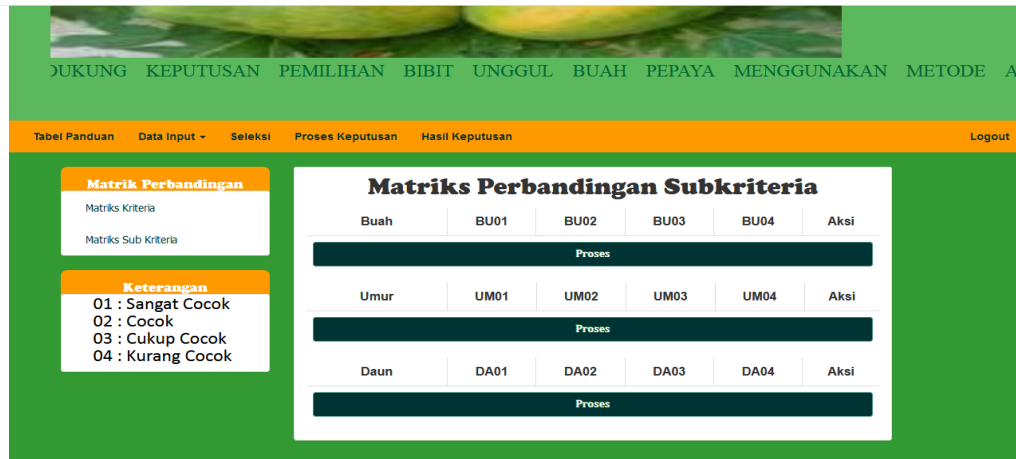 DUKUNG KEPUTUSAN PEMILIHAN BIBIT UNGGUL BUAH PEPAYA MENGGUNAKAN METODE A
Tabel Panduan Data Input Seleksi Proses Keputusan Hasil Keputusan Logout
Matrik Perbandingan
Matriks Kriteria
Matriks Sub Kriteria
Keterangan
01 : Sangat Cocok
02 : Cocok
03 : Cukup Cocok
04 : Kurang Cocok
Matriks Perbandingan Subkriteria
Buah BU01 BU02 BU03 BU04 Aksi
Proses
Umur UM01 UM02 UM03 UM04 Aksi
Proses
Daun DA01 DA02 DA03 DA04 Aksi
Proses